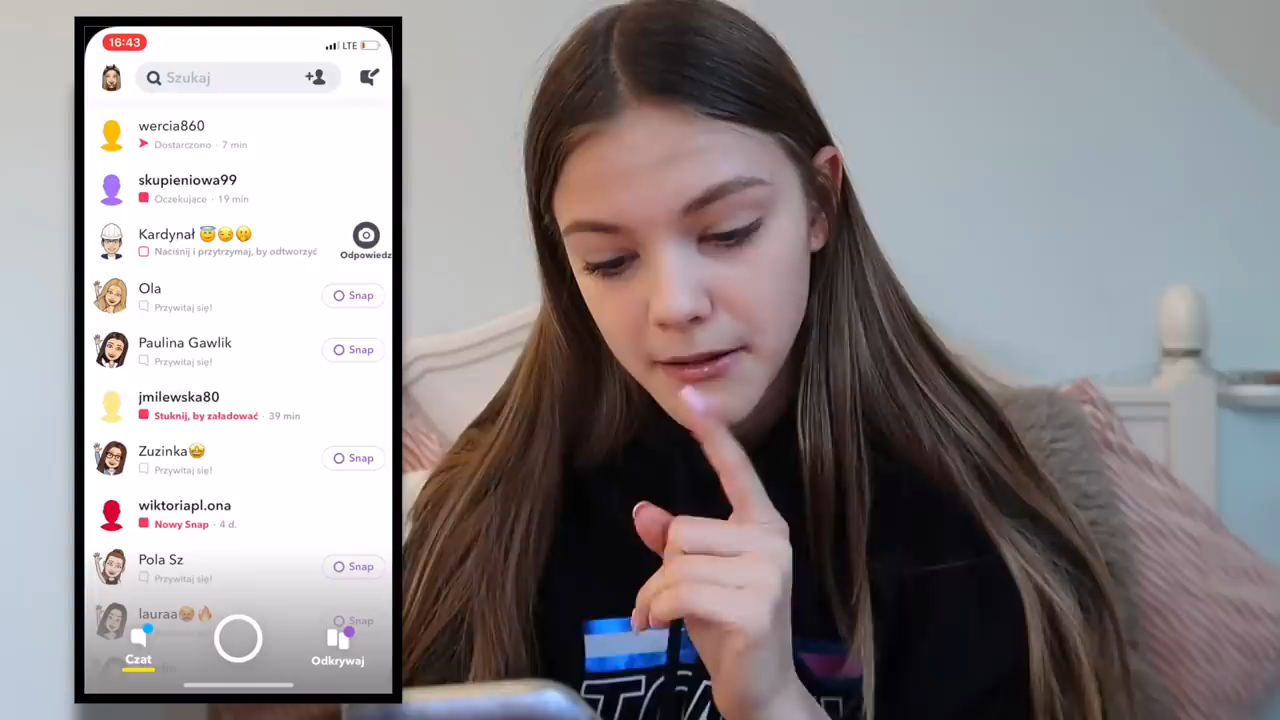 16:43
LTE
Szukaj
wercia860
Dostarczono · 7 min
skupieniowa99
Oczekujące · 19 min
Kardynał 😇😏🤭
Naciśnij i przytrzymaj, by odtworzyć
Odpowiedz
Ola
Przywitaj się!
Snap
Paulina Gawlik
Przywitaj się!
Snap
jmilewska80
Stuknij, by załadować · 39 min
Zuzinka🤩
Przywitaj się!
Snap
wiktoriapl.ona
Nowy Snap · 4 d.
Pola Sz
Przywitaj się!
Snap
lauraa
Snap
Czat
Odkrywaj